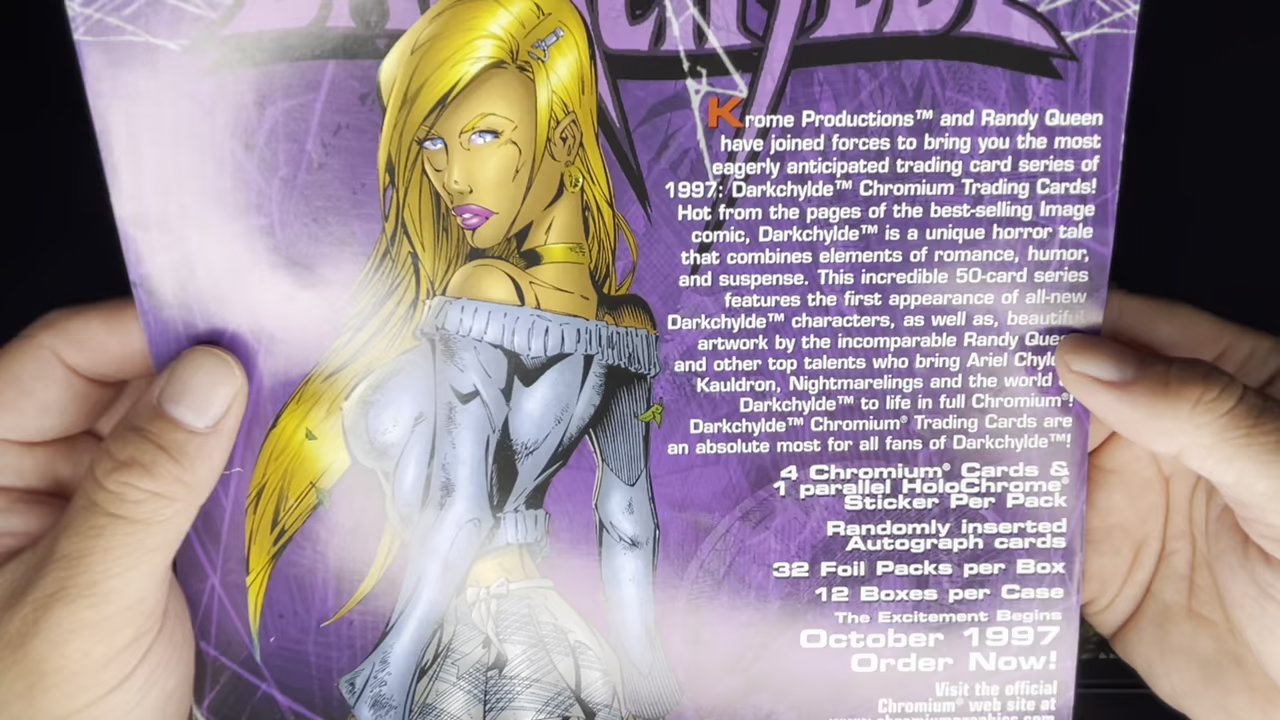 DARKCHYLDE
Krome Productions™ and Randy Queen
have joined forces to bring you the most
eagerly anticipated trading card series of
1997: Darkchylde™ Chromium Trading Cards!
Hot from the pages of the best-selling Image
comic, Darkchylde™ is a unique horror tale
that combines elements of romance, humor,
and suspense. This incredible 50-card series
features the first appearance of all-new
Darkchylde™ characters, as well as, beautiful
artwork by the incomparable Randy Que
and other top talents who bring Ariel Chyl
Kauldron, Nightmarelings and the world
Darkchylde™ to life in full Chromium®!
Darkchylde™ Chromium® Trading Cards are
an absolute most for all fans of Darkchylde™!
4 Chromium® Cards &
1 parallel HoloChrome®
Sticker Per Pack
Randomly inserted
Autograph cards
32 Foil Packs per Box
12 Boxes per Case
The Excitement Begins
October 1997
Order Now!
Visit the official
Chromium® web site at
www.chromiumgraphics.com